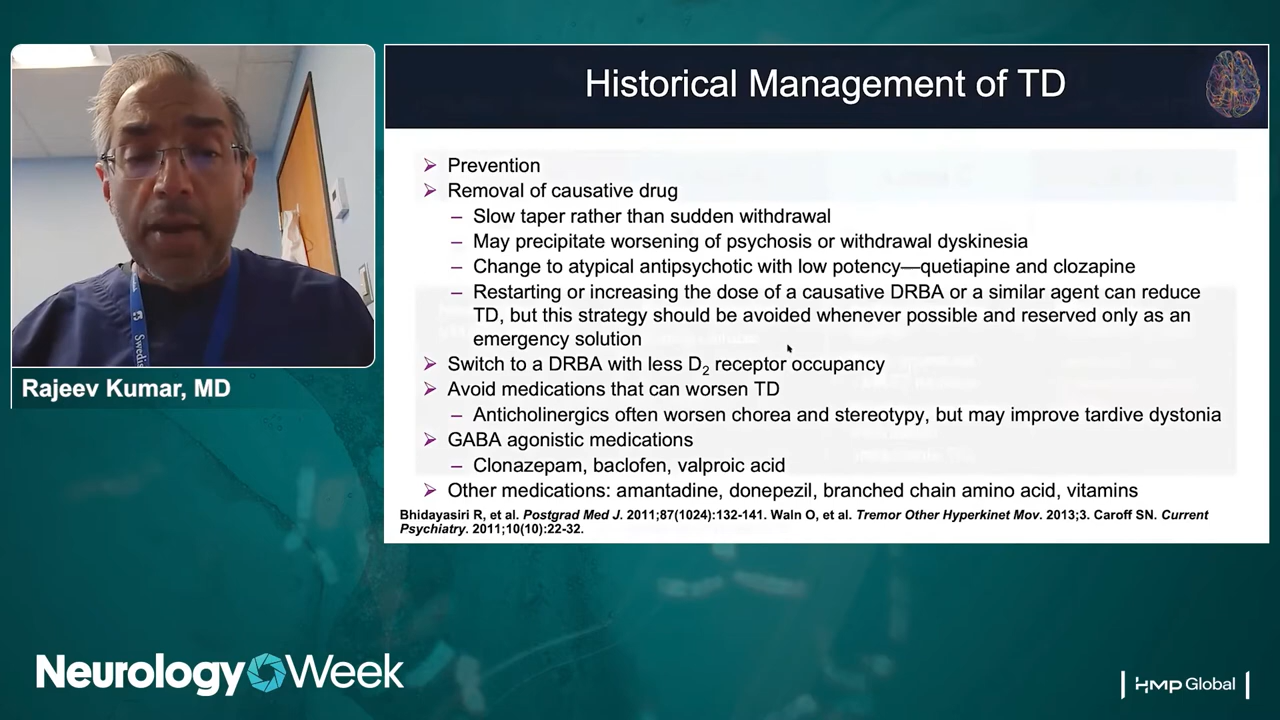 Historical Management of TD
➢ Prevention
➢ Removal of causative drug
– Slow taper rather than sudden withdrawal
– May precipitate worsening of psychosis or withdrawal dyskinesia
– Change to atypical antipsychotic with low potency—quetiapine and clozapine
– Restarting or increasing the dose of a causative DRBA or a similar agent can reduce
TD, but this strategy should be avoided whenever possible and reserved only as an
emergency solution
➢ Switch to a DRBA with less D₂ receptor occupancy
➢ Avoid medications that can worsen TD
– Anticholinergics often worsen chorea and stereotypy, but may improve tardive dystonia
➢ GABA agonistic medications
– Clonazepam, baclofen, valproic acid
➢ Other medications: amantadine, donepezil, branched chain amino acid, vitamins
Bhidayasiri R, et al. Postgrad Med J. 2011;87(1024):132-141. Waln O, et al. Tremor Other Hyperkinet Mov. 2013;3. Caroff SN. Current
Psychiatry. 2011;10(10):22-32.
Rajeev Kumar, MD
Neurology Week
HMP Global